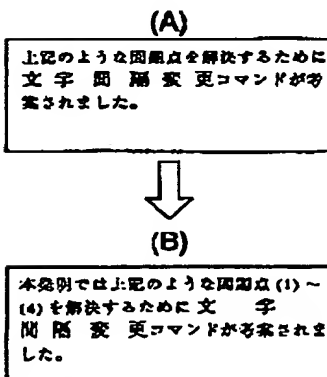 (A)
上記のような問題点を解決するために
文 字 間 隔 変 更コマンドが考
案されました。
(B)
本発明では上記のような問題点(1)~
(4)を解決するために文 字
間 隔 変 更コマンドが考案されま
した。